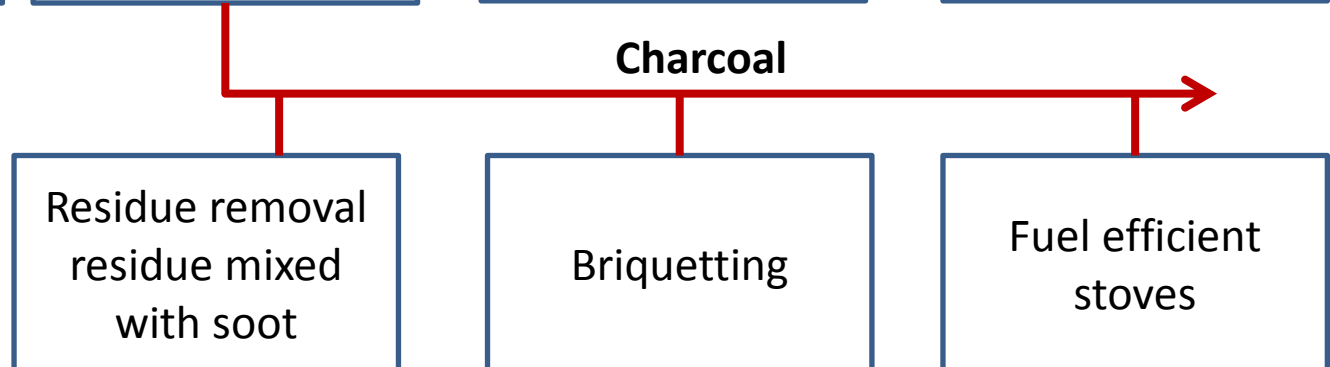 Charcoal
Residue removal
residue mixed
with soot
Briquetting
Fuel efficient
stoves